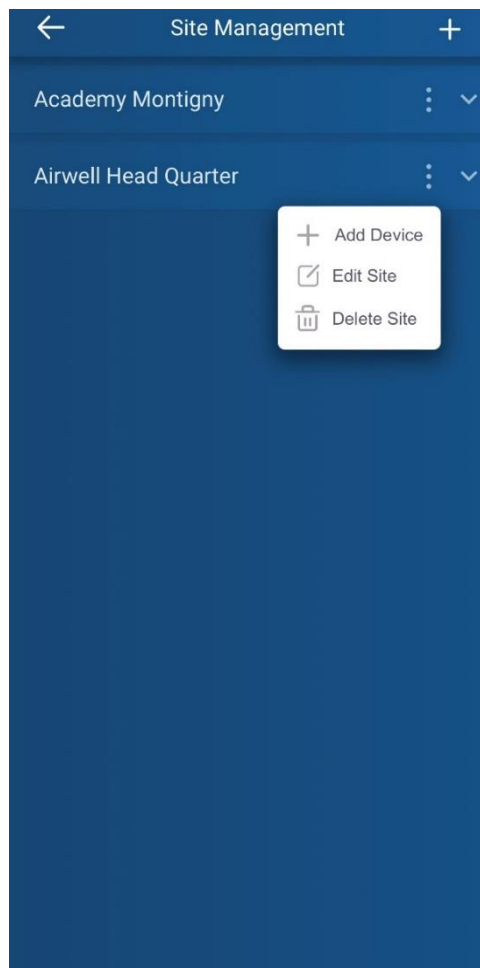 Site Management
Academy Montigny
Airwell Head Quarter
Add Device
Edit Site
Delete Site